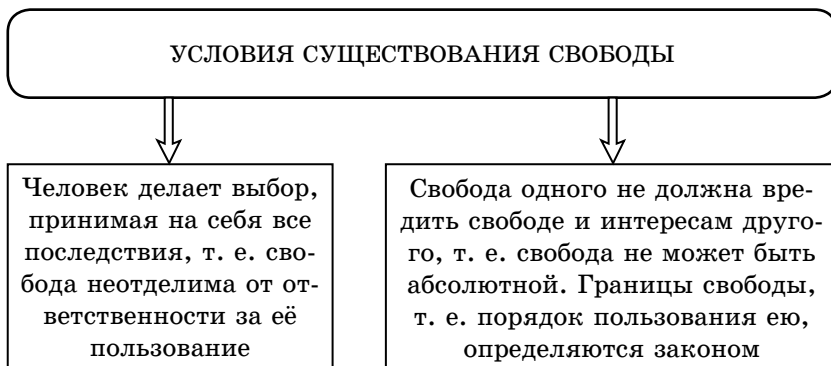 УСЛОВИЯ СУЩЕСТВОВАНИЯ СВОБОДЫ
Человек делает выбор,
принимая на себя все
последствия, т. е. сво-
бода неотделима от от-
ветственности за её
пользование
Свобода одного не должна вре-
дить свободе и интересам друго-
го, т. е. свобода не может быть
абсолютной. Границы свободы,
т. е. порядок пользования ею,
определяются законом